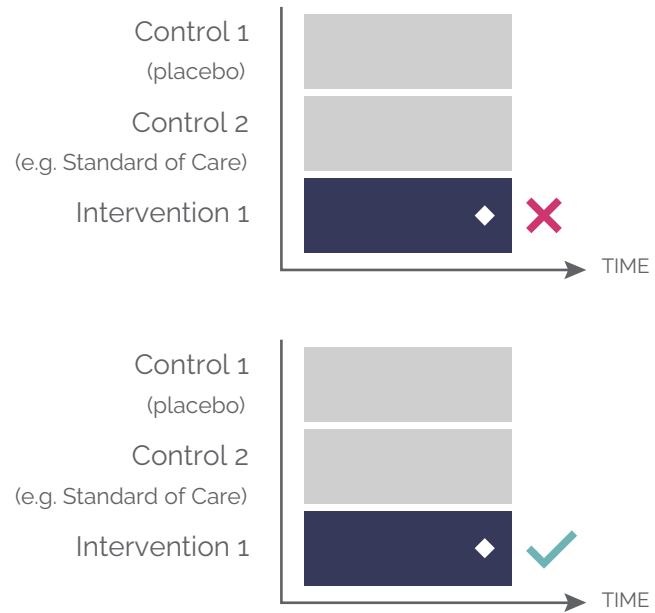 Control 1
(placebo)
Control 2
(e.g. Standard of Care)
Intervention 1
TIME
Control 1
(placebo)
Control 2
(e.g. Standard of Care)
Intervention 1
TIME